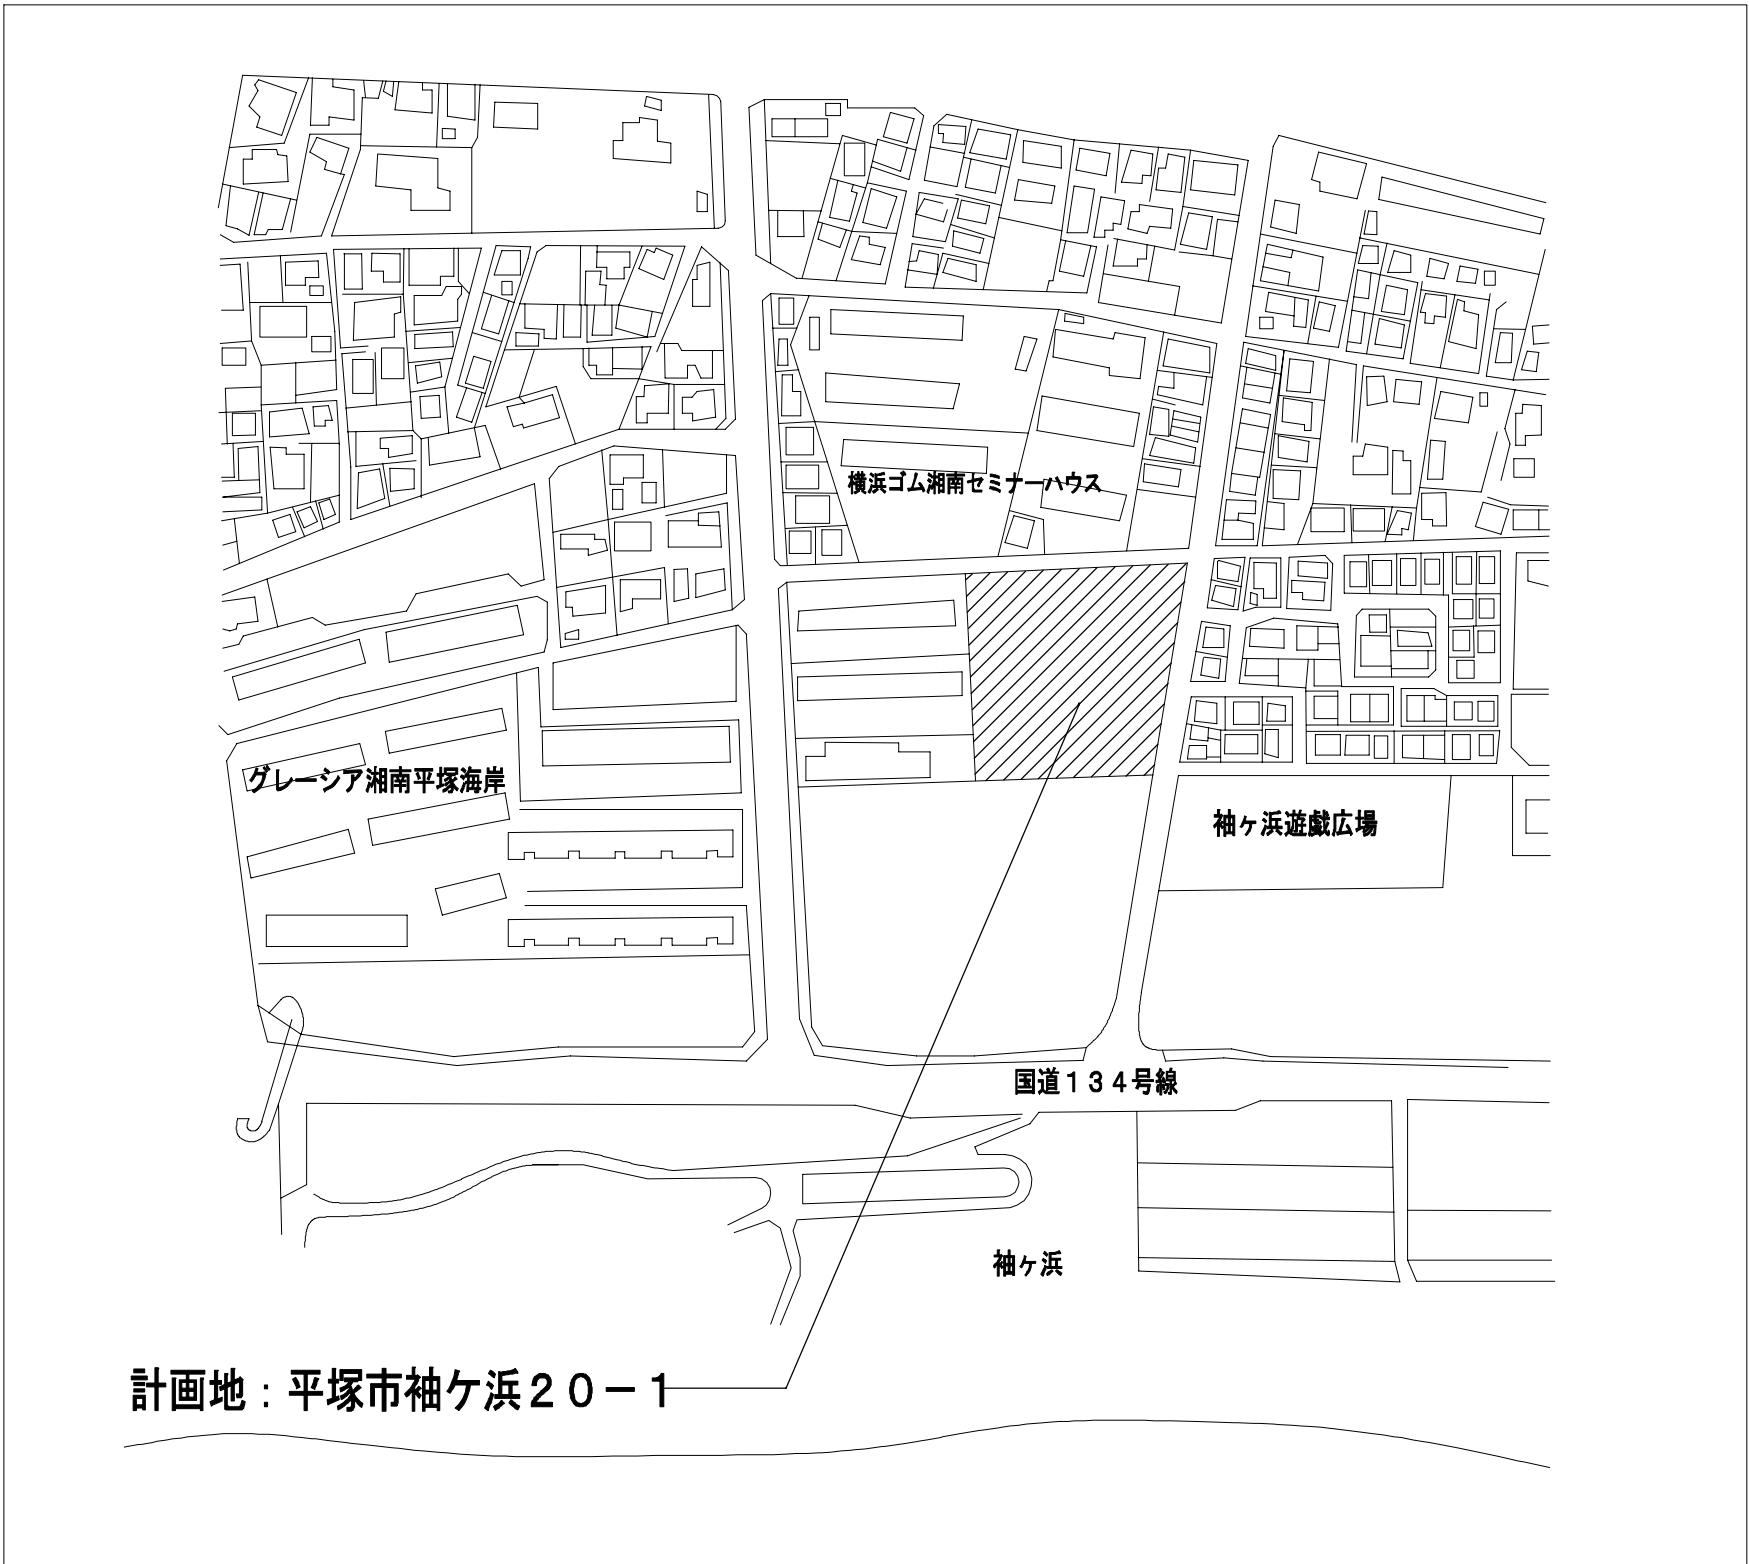 横浜ゴム湘南セミナーハウス
グレーシア湘南平塚海岸
袖ヶ浜遊戯広場
国道１３４号線
袖ヶ浜
計画地：平塚市袖ケ浜２０－１